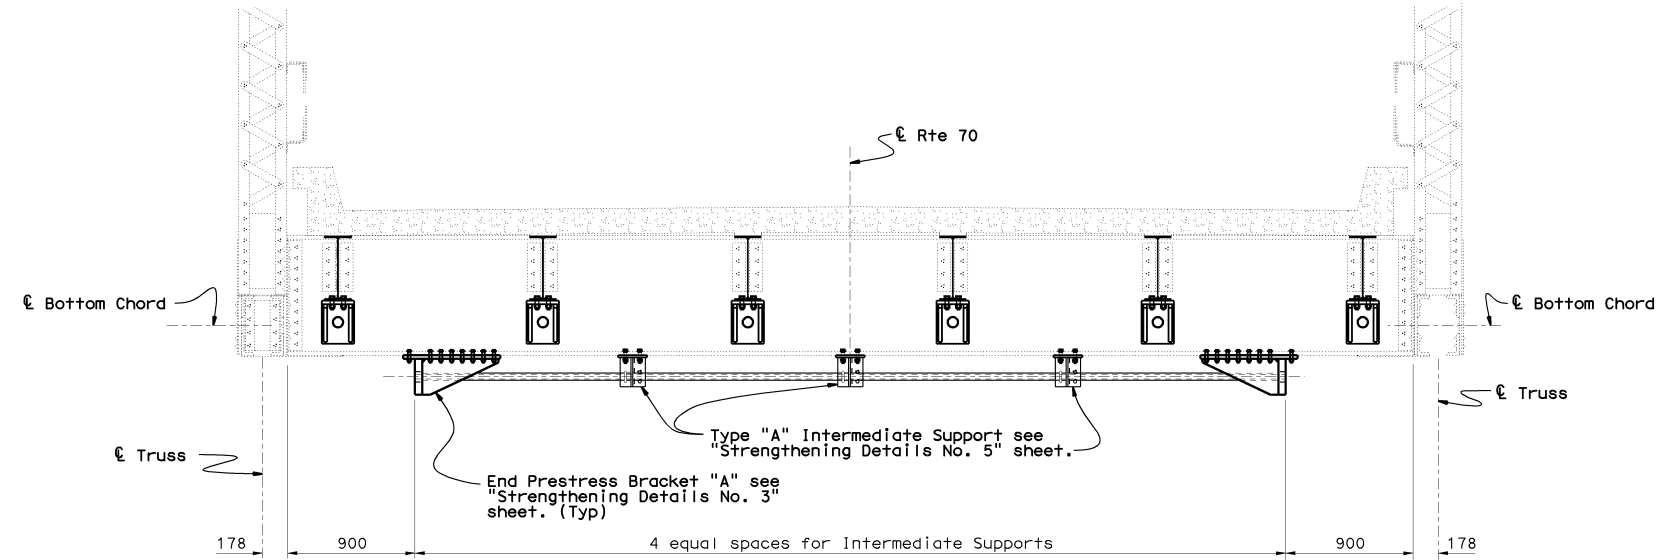 ℄ Rte 70
℄ Bottom Chord
℄ Bottom Chord
℄ Truss
Type "A" Intermediate Support see
"Strengthening Details No. 5" sheet.
℄ Truss
End Prestress Bracket "A" see
"Strengthening Details No. 3"
sheet. (Typ)
178
900
4 equal spaces for Intermediate Supports
900
178